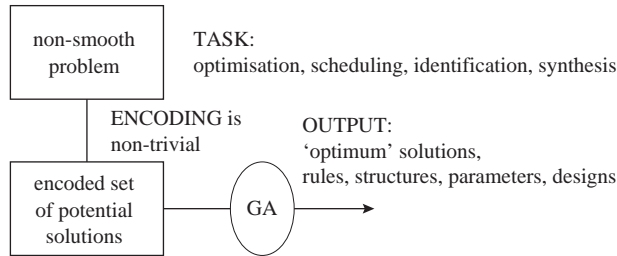 non-smooth
problem
TASK:
optimisation, scheduling, identification, synthesis
ENCODING is
non-trivial
OUTPUT:
‘optimum’ solutions,
rules, structures, parameters, designs
encoded set
of potential
solutions
GA